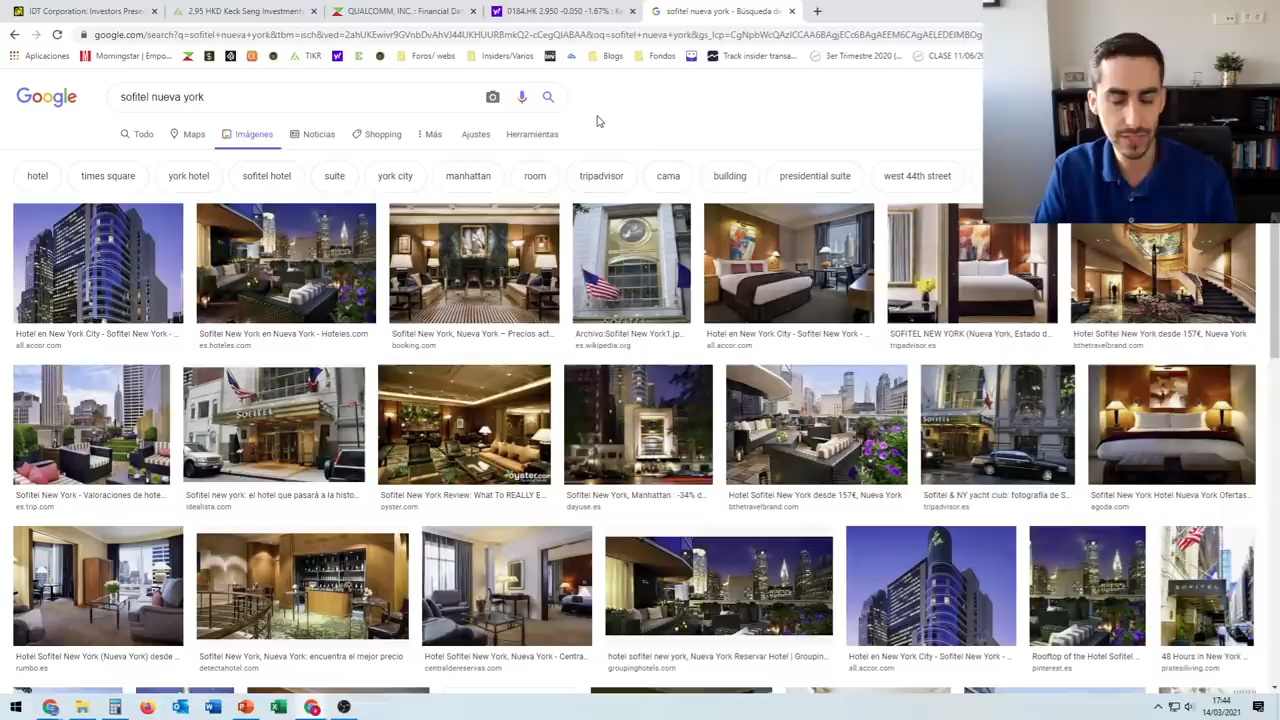 IDT Corporation: Investors Presen
2,95 HKD Keck Seng Investment
QUALCOMM, INC. : Financial Da
0184.HK 2.950 -0.050 -1.67% : Ke
sofitel nueva york - Búsqueda de
Aplicaciones
Morningstar | Empre...
TIKR
Foros/ webs
Insiders/Varios
Blogs
Fondos
Track insider transa...
3er Trimestre 2020 (...
CLASE 11/06/20
Google
sofitel nueva york
Todo
Maps
Imágenes
Noticias
Shopping
Más
Ajustes
Herramientas
hotel
times square
york hotel
sofitel hotel
suite
york city
manhattan
room
tripadvisor
cama
building
presidential suite
west 44th street
Hotel en New York City - Sofitel New York - ...
Sofitel New York en Nueva York - Hoteles.com
Sofitel New York, Nueva York – Precios act...
Archivo:Sofitel New York1.jp...
Hotel en New York City - Sofitel New York - ...
SOFITEL NEW YORK (Nueva York, Estado d...
Hotel Sofitel New York desde 157€, Nueva York
all.accor.com
es.hoteles.com
booking.com
es.wikipedia.org
all.accor.com
tripadvisor.es
bthetravelbrand.com
SOFITEL
oyster.com
Sofitel New York - Valoraciones de hote...
Sofitel new york: el hotel que pasará a la histo...
Sofitel New York Review: What To REALLY E...
Sofitel New York, Manhattan : -34% d...
Hotel Sofitel New York desde 157€, Nueva York
Sofitel & NY yacht club: fotografía de S...
Sofitel New York Hotel Nueva York Ofertas...
es.trip.com
idealista.com
oyster.com
dayuse.com
bthetravelbrand.com
tripadvisor.es
agoda.com
SOFITEL
Hotel Sofitel New York (Nueva York) desde ...
Hotel Sofitel New York, Nueva York: encuentra el mejor precio
Hotel Sofitel New York, Nueva York - Centra...
hotel sofitel new york, Nueva York Reservar Hotel | Groupin...
Hotel en New York City - Sofitel New York - ...
Rooftop of the Hotel Sofitel ...
48 Hours in New York ...
rumbo.es
detectahotel.com
centraldereservas.com
groupinghotels.com
all.accor.com
pinterest.es
pratesiliving.com
17:44
14/03/2021